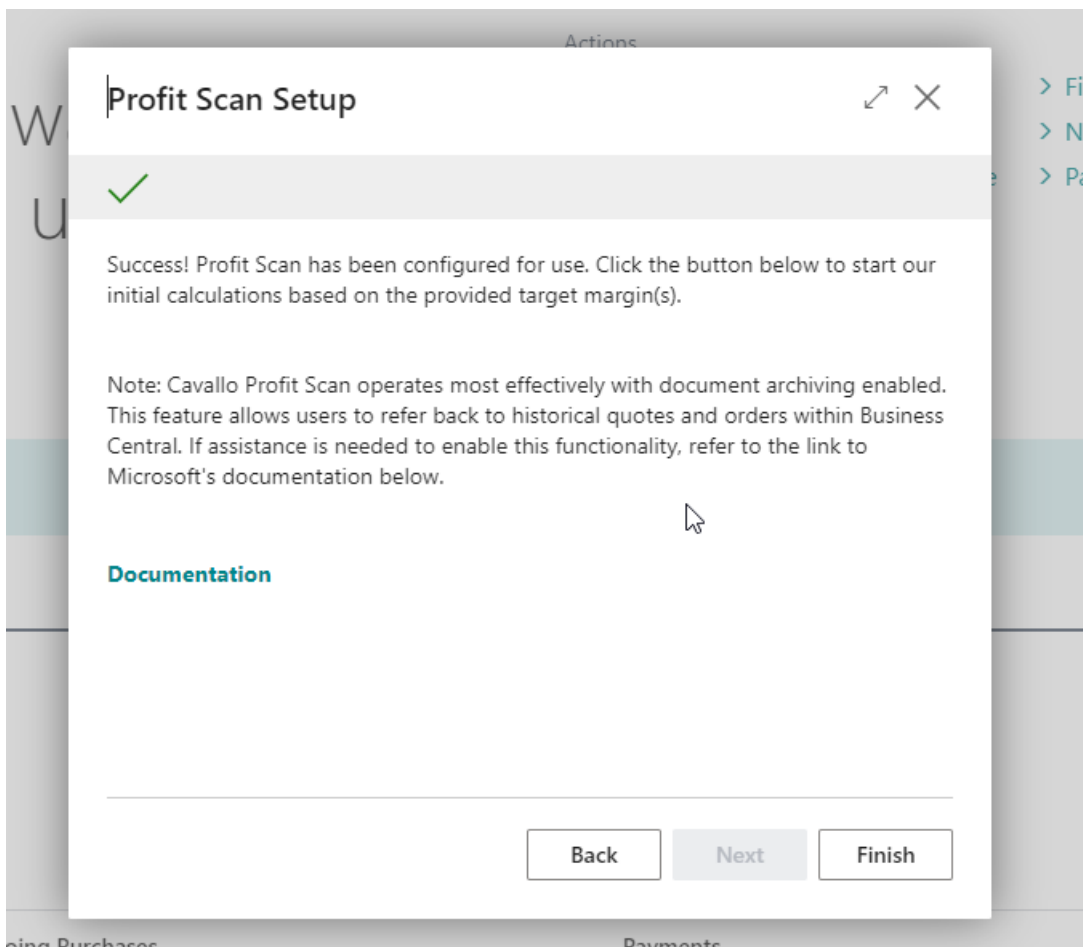 Actions
Profit Scan Setup
Success! Profit Scan has been configured for use. Click the button below to start our
initial calculations based on the provided target margin(s).
Note: Cavallo Profit Scan operates most effectively with document archiving enabled.
This feature allows users to refer back to historical quotes and orders within Business
Central. If assistance is needed to enable this functionality, refer to the link to
Microsoft's documentation below.
Documentation
Back
Next
Finish
Purchases
Payments